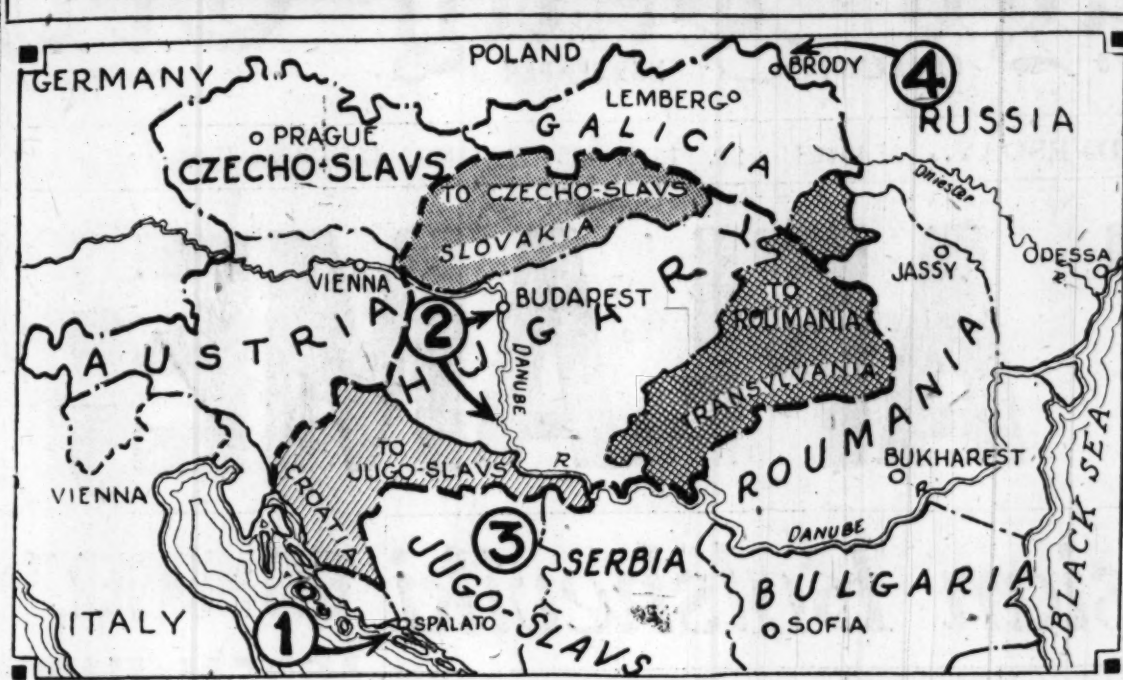 GERMANY
POLAND
BRODY
4
LEMBERG
RUSSIA
PRAGUE
GALICIA
CZECHO-SLAVS
TO CZECHO-SLAVS
Dniester
SLOVAKIA
ODESSA
R
JASSY
VIENNA
BUDAPEST
TO
ROUMANIA
2
HUNGARY
AUSTRIA
DANUBE
TRANSYLVANIA
ROUMANIA
TO
JUGO-SLAVS
R
CROATIA
BUKHAREST
R
VIENNA
BLACK SEA
3
DANUBE
JUGO-SLAVS
SERBIA
BULGARIA
ITALY
1
SPALATO
SOFIA